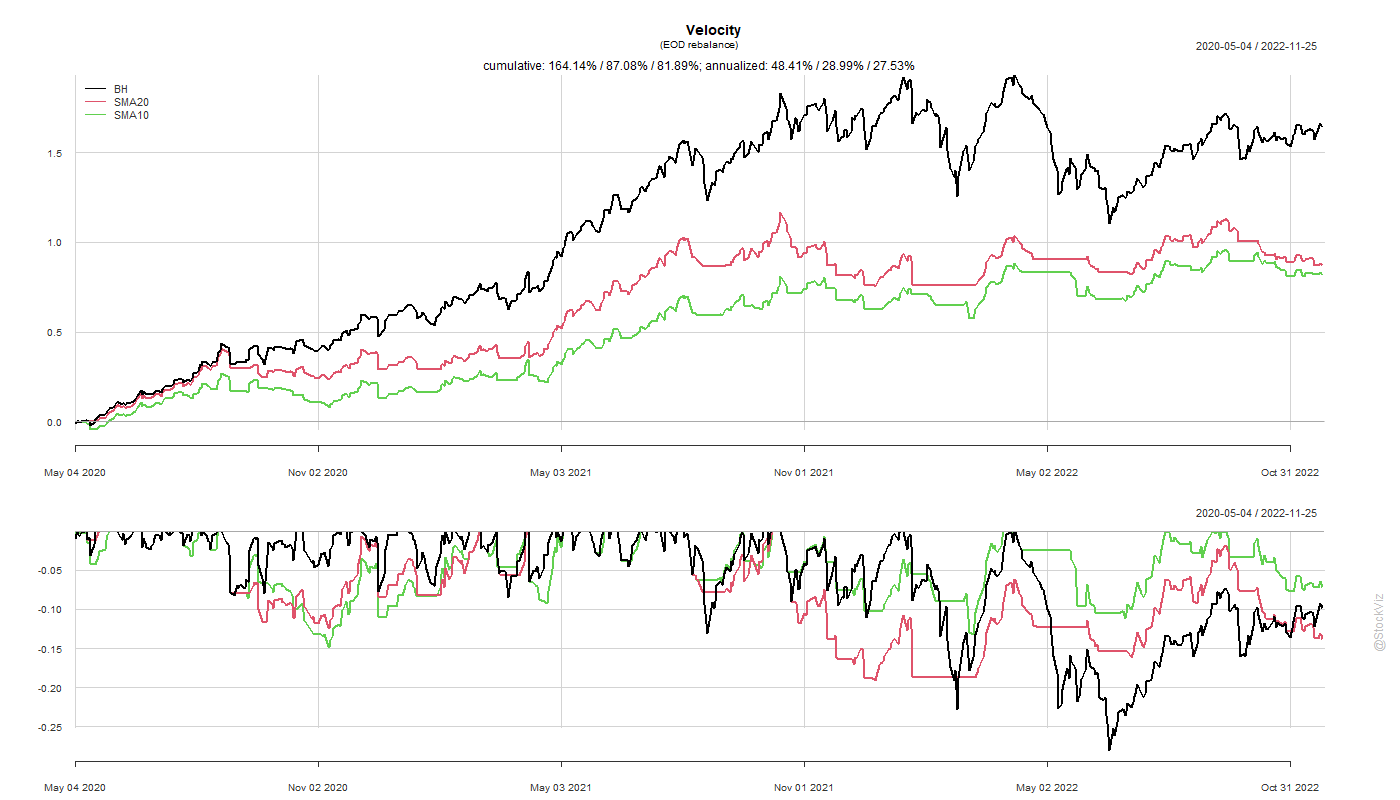 Velocity
(EOD rebalance)
2020-05-04 / 2022-11-25
cumulative: 164.14% / 87.08% / 81.89%; annualized: 48.41% / 28.99% / 27.53%
BH
SMA20
SMA10
1.5
1.0
0.5
0.0
May 04 2020 Nov 02 2020 May 03 2021 Nov 01 2021 May 02 2022 Oct 31 2022
2020-05-04 / 2022-11-25
-0.05
-0.10
-0.15
-0.20
-0.25
May 04 2020 Nov 02 2020 May 03 2021 Nov 01 2021 May 02 2022 Oct 31 2022
@StockViz